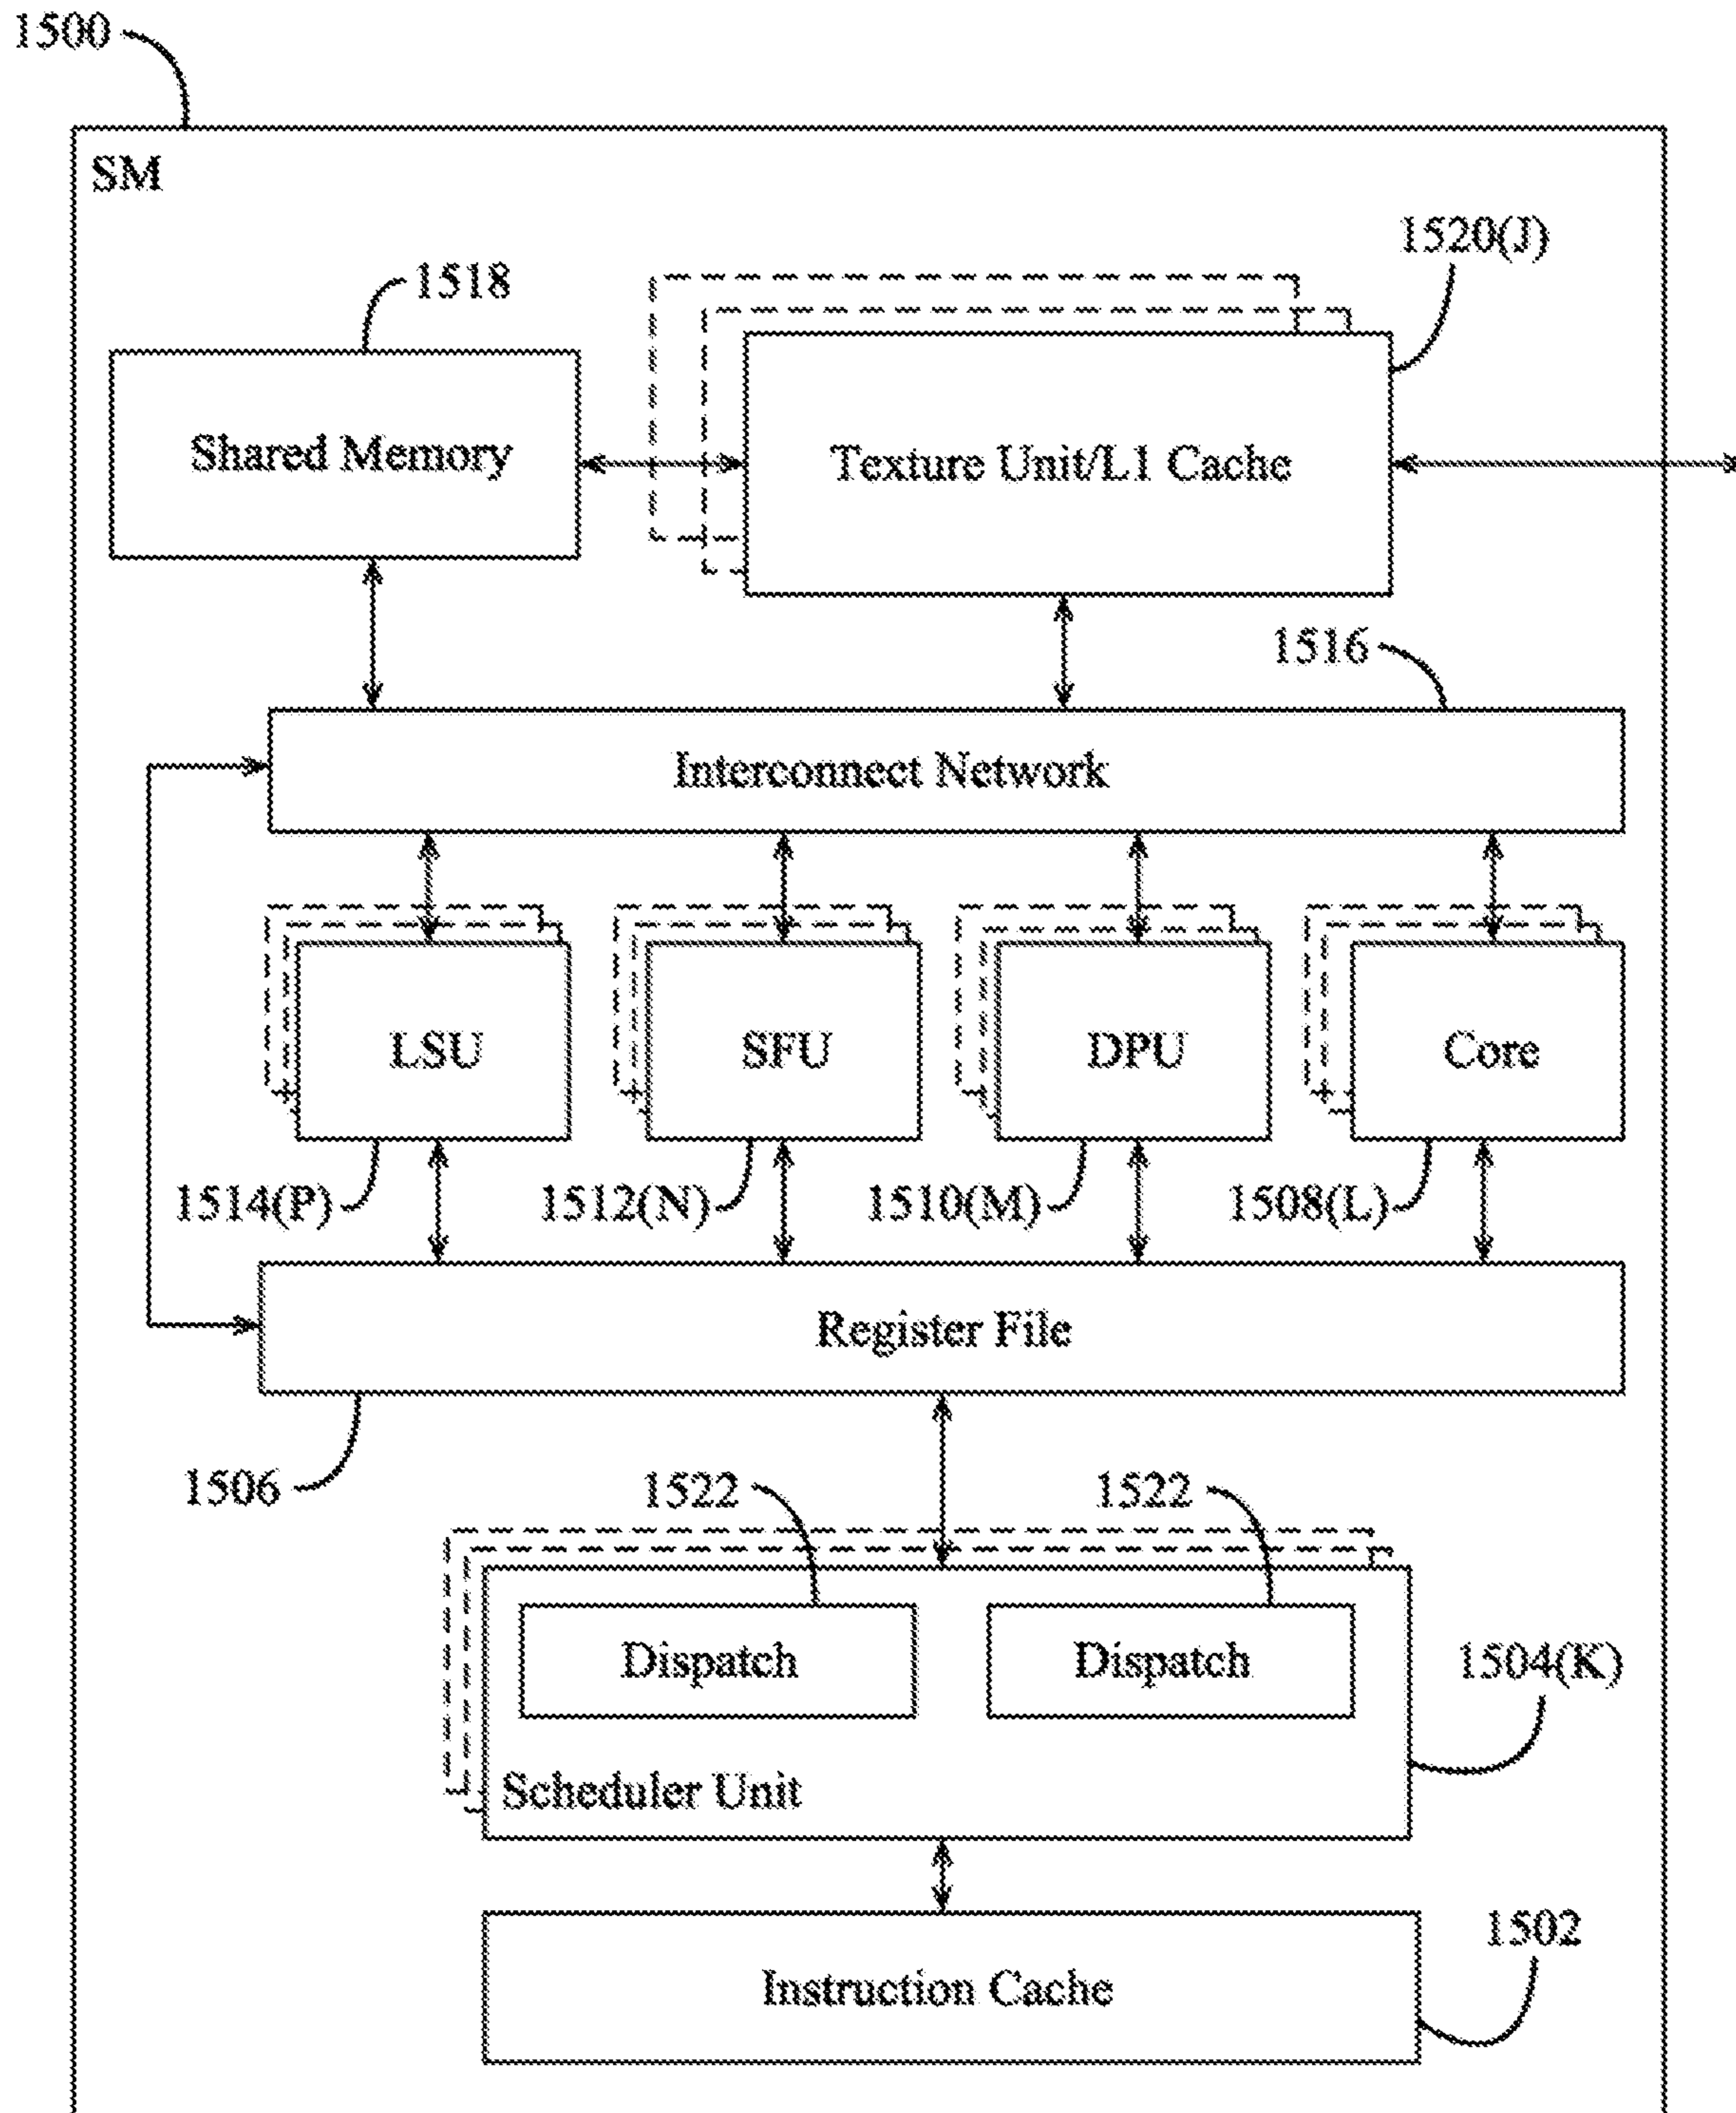 1500
SM
1520(J)
1518
Shared Memory
Texture Unit/L1 Cache
1516
Interconnect Network
LSU
SFU
DPU
Core
1514(P)
1512(N)
1510(M)
1508(L)
Register File
1506
1522
1522
Dispatch
Dispatch
1504(K)
Scheduler Unit
1502
Instruction Cache